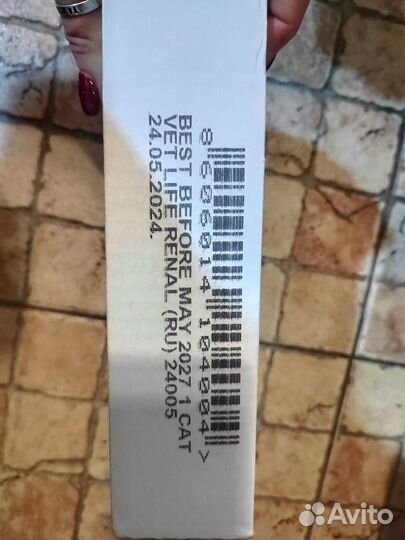 8 606014 104004 >
BEST BEFORE MAY 2027 1 CAT
VET LIFE RENAL (RU) 24005
24.05.2024.
Avito